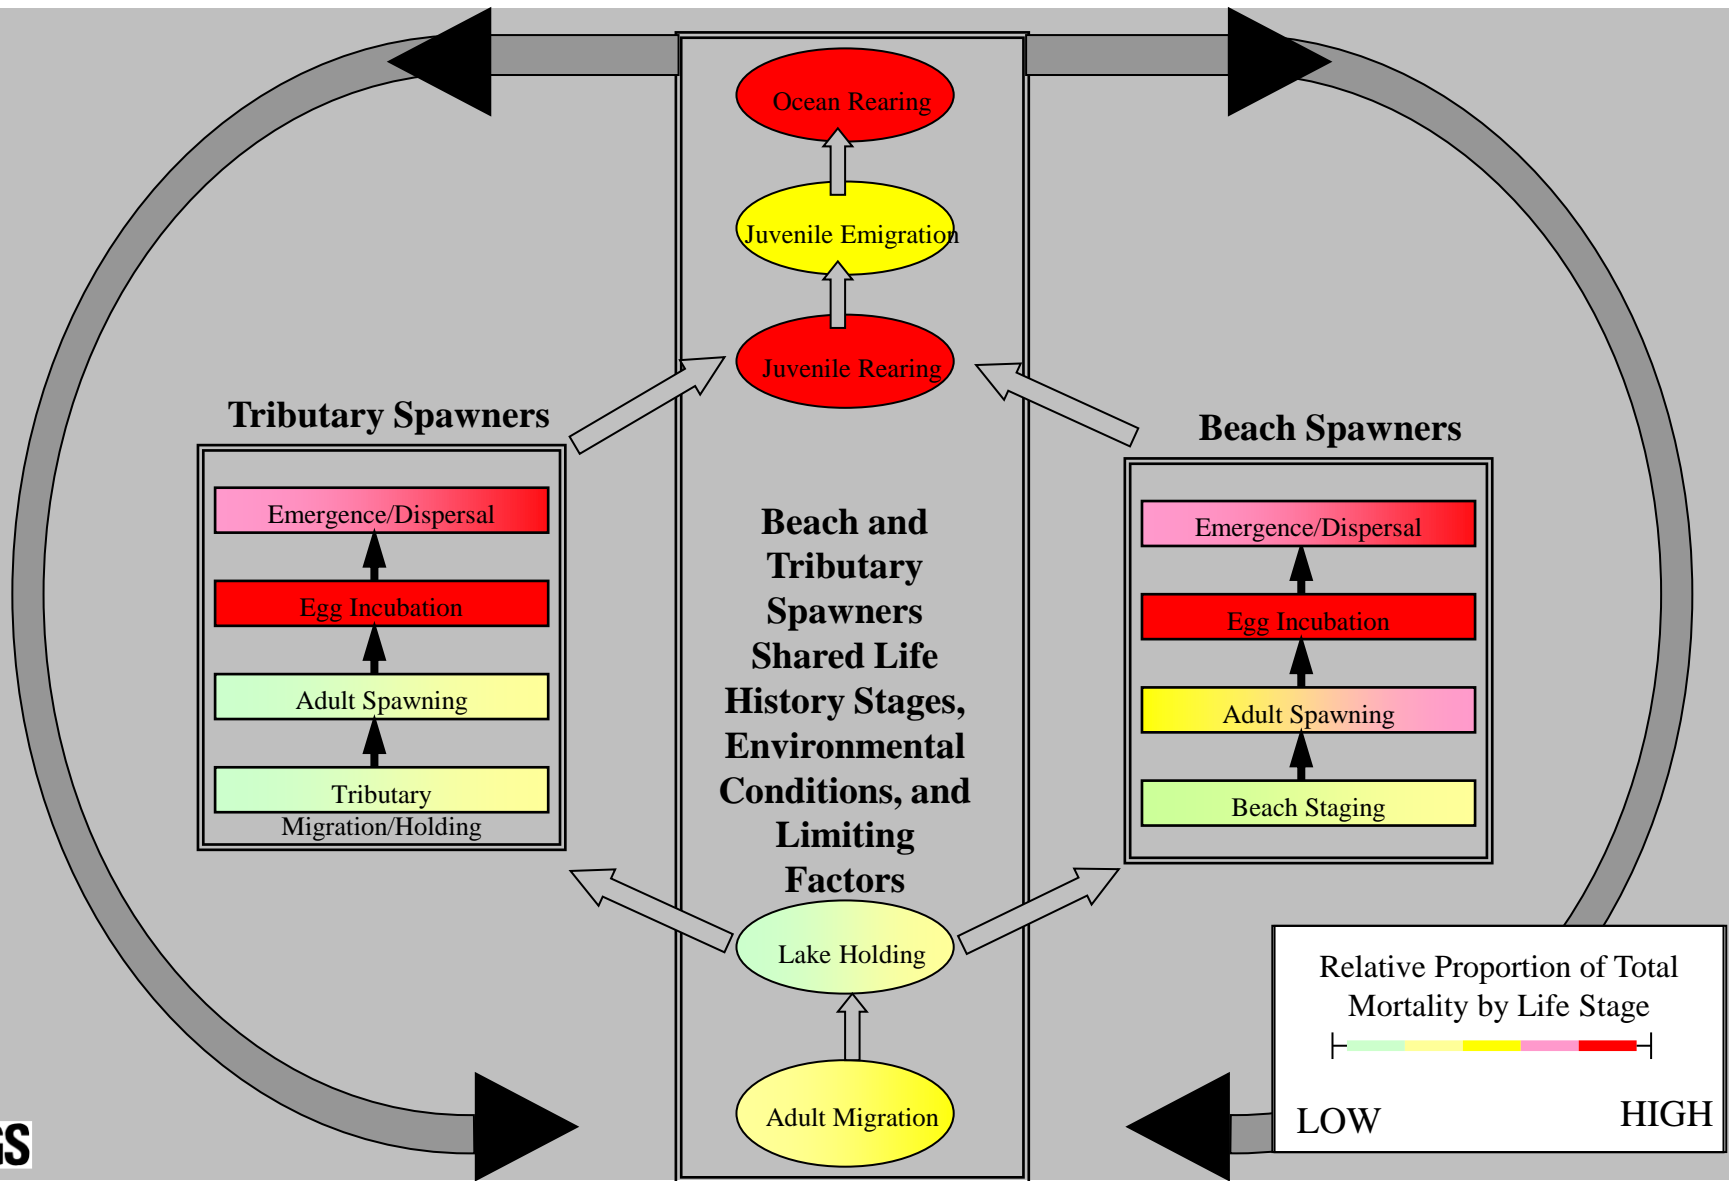 Ocean Rearing
Juvenile Emigration
Juvenile Rearing
Tributary Spawners
Emergence/Dispersal
Egg Incubation
Adult Spawning
Tributary
Migration/Holding
Beach Spawners
Emergence/Dispersal
Egg Incubation
Adult Spawning
Beach Staging
Beach and
Tributary
Spawners
Shared Life
History Stages,
Environmental
Conditions, and
Limiting
Factors
Lake Holding
Adult Migration
Relative Proportion of Total
Mortality by Life Stage
LOW
HIGH